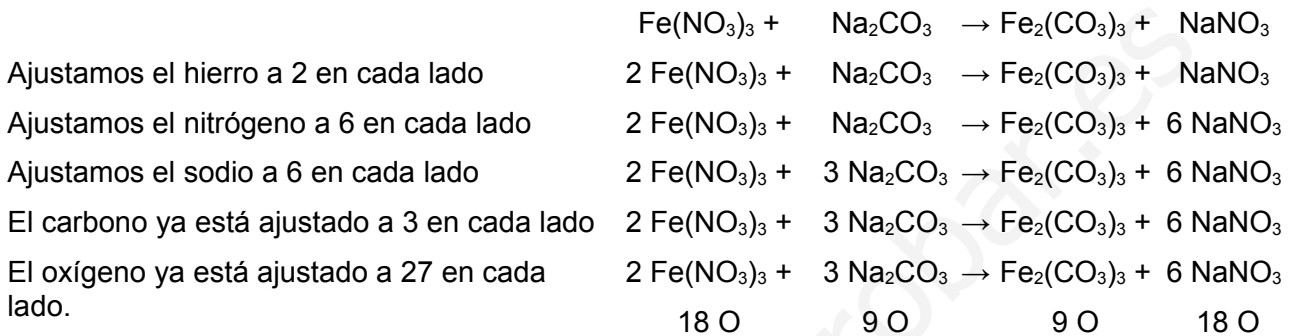 Fe(NO₃)₃ + Na₂CO₃ → Fe₂(CO₃)₃ + NaNO₃
Ajustamos el hierro a 2 en cada lado 2 Fe(NO₃)₃ + Na₂CO₃ → Fe₂(CO₃)₃ + NaNO₃
Ajustamos el nitrógeno a 6 en cada lado 2 Fe(NO₃)₃ + Na₂CO₃ → Fe₂(CO₃)₃ + 6 NaNO₃
Ajustamos el sodio a 6 en cada lado 2 Fe(NO₃)₃ + 3 Na₂CO₃ → Fe₂(CO₃)₃ + 6 NaNO₃
El carbono ya está ajustado a 3 en cada lado 2 Fe(NO₃)₃ + 3 Na₂CO₃ → Fe₂(CO₃)₃ + 6 NaNO₃
El oxígeno ya está ajustado a 27 en cada 2 Fe(NO₃)₃ + 3 Na₂CO₃ → Fe₂(CO₃)₃ + 6 NaNO₃
lado.
18 O 9 O 9 O 18 O